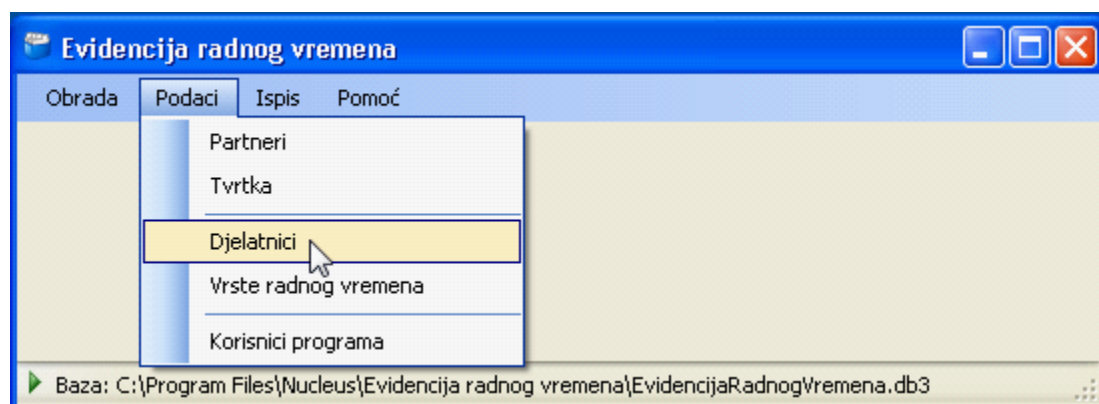 Evidencija radnog vremena
Obrada Podaci Ispis Pomoć
Partneri
Tvrtka
Djelatnici
Vrste radnog vremena
Korisnici programa
Baza: C:\Program Files\Nucleus\Evidencija radnog vremena\EvidencijaRadnogVremena.db3